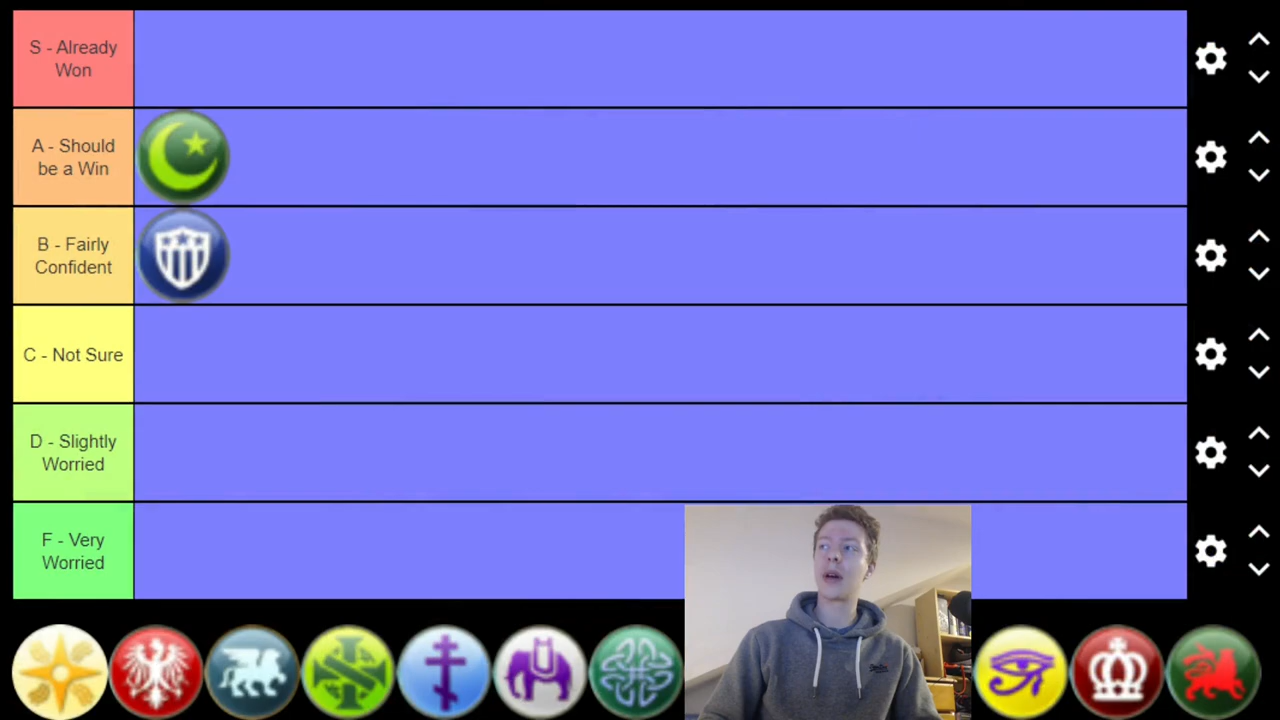 S - Already
Won
A - Should
be a Win
B - Fairly
Confident
C - Not Sure
D - Slightly
Worried
F - Very
Worried